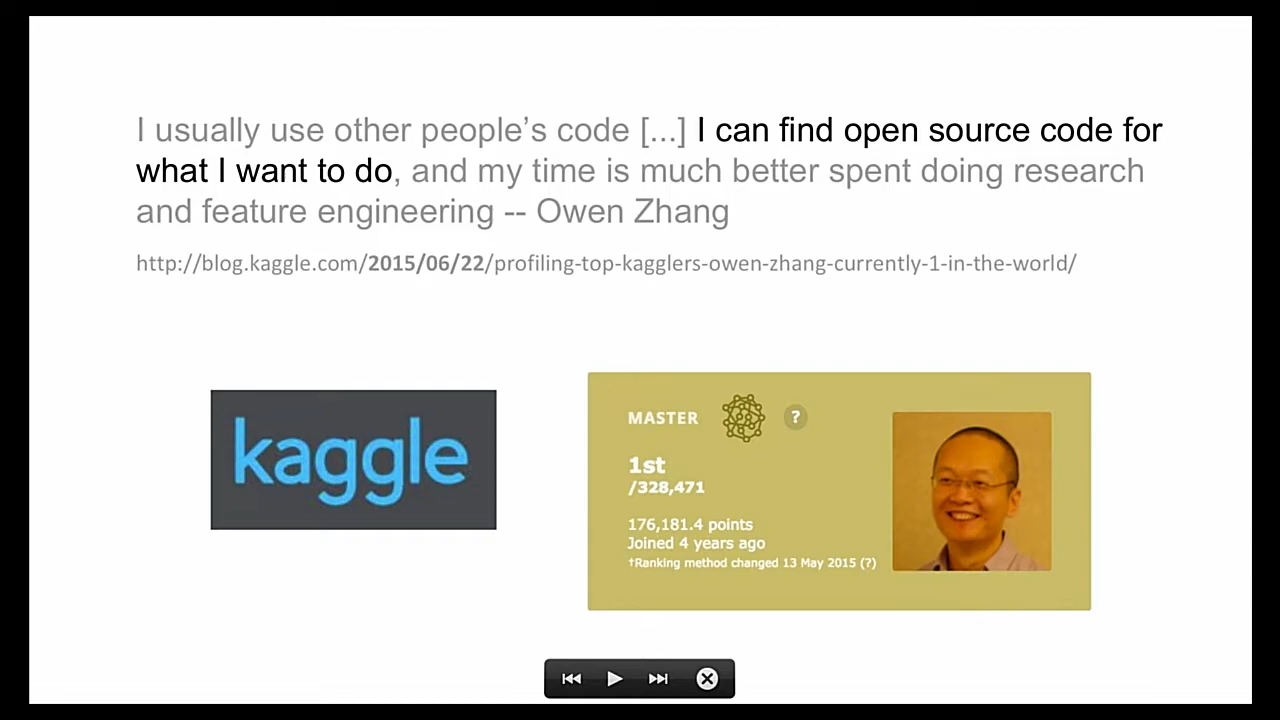 I usually use other people’s code [...] I can find open source code for
what I want to do, and my time is much better spent doing research
and feature engineering -- Owen Zhang
http://blog.kaggle.com/2015/06/22/profiling-top-kagglers-owen-zhang-currently-1-in-the-world/
kaggle
MASTER ?
1st
/328,471
176,181.4 points
Joined 4 years ago
†Ranking method changed 13 May 2015 (?)